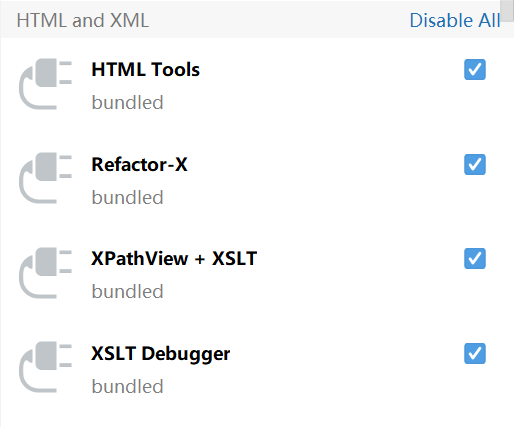 HTML and XML Disable All
HTML Tools
bundled
Refactor-X
bundled
XPathView + XSLT
bundled
XSLT Debugger
bundled